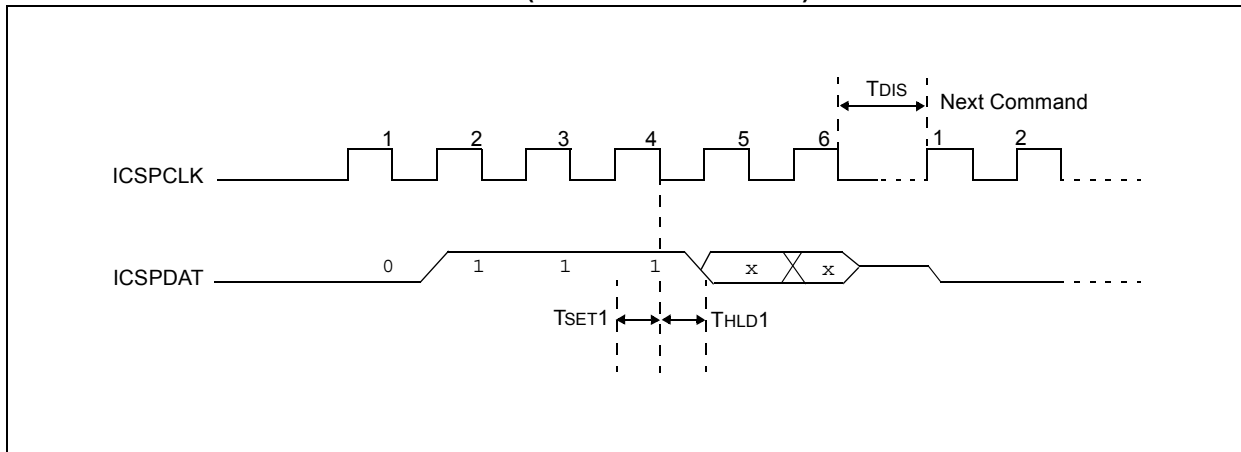 TDIS
Next Command
1 2 3 4 5 6 1 2
ICSPCLK
ICSPDAT
0 1 1 1 x x
TSET1 THLD1